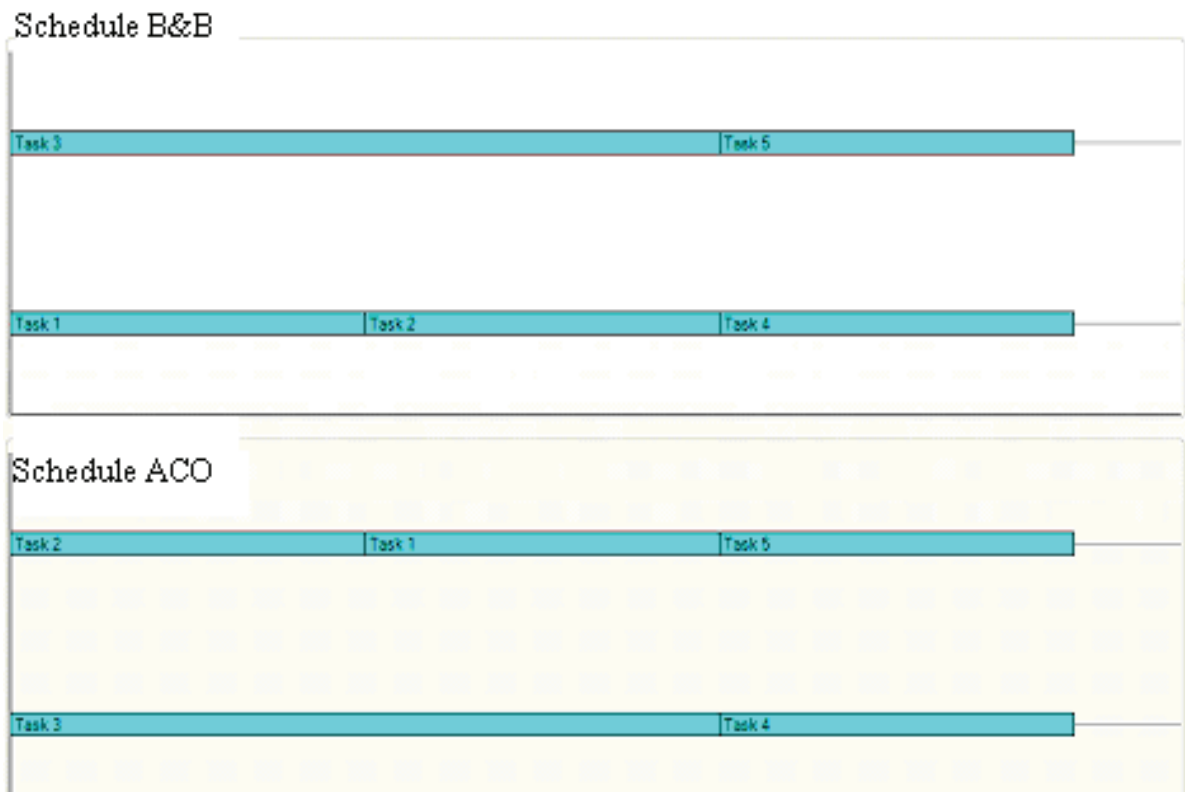 Schedule B&B
Task 3 Task 5
Task 1 Task 2 Task 4
Schedule ACO
Task 2 Task 1 Task 5
Task 3 Task 4